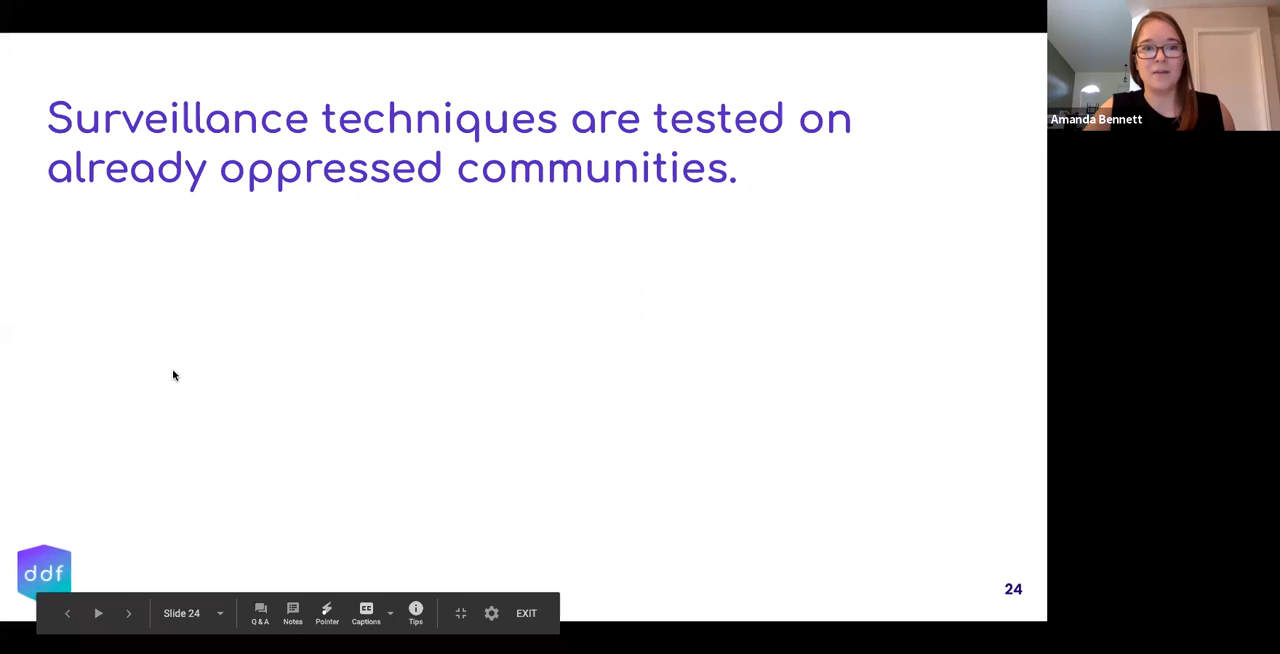 Surveillance techniques are tested on
already oppressed communities.
Amanda Bennett
ddf
24
Slide 24
Q & A
Notes
Pointer
CC
Captions
Tips
EXIT